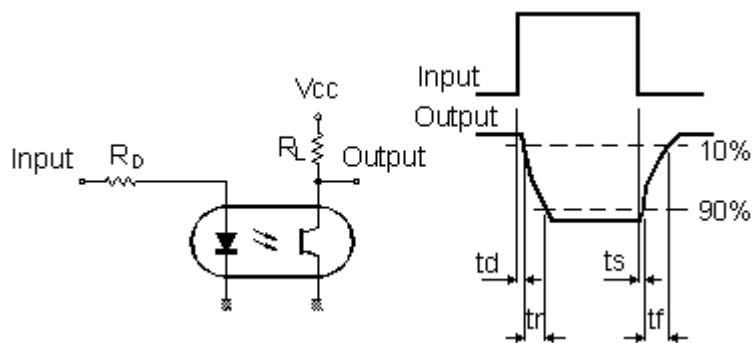 Vcc
RL
Input
RD
Output
Input
Output
10%
90%
td
ts
tr
tf